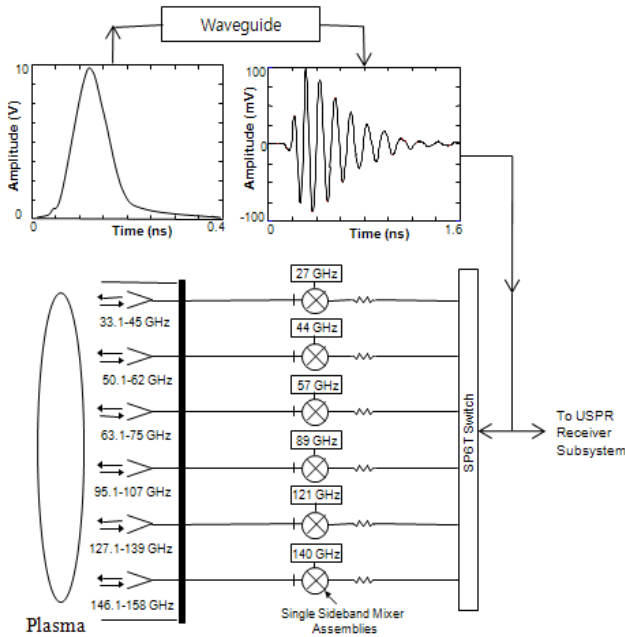 Waveguide
Amplitude (V)
10
0
0
0.4
Time (ns)
Amplitude (mV)
100
0
-100
0
0.8
1.6
Time (ns)
27 GHz
33.1-45 GHz
44 GHz
50.1-62 GHz
57 GHz
63.1-75 GHz
89 GHz
95.1-107 GHz
121 GHz
127.1-139 GHz
140 GHz
146.1-158 GHz
SP6T Switch
To USPR
Receiver
Subsystem
Plasma
Single Sideband Mixer
Assemblies